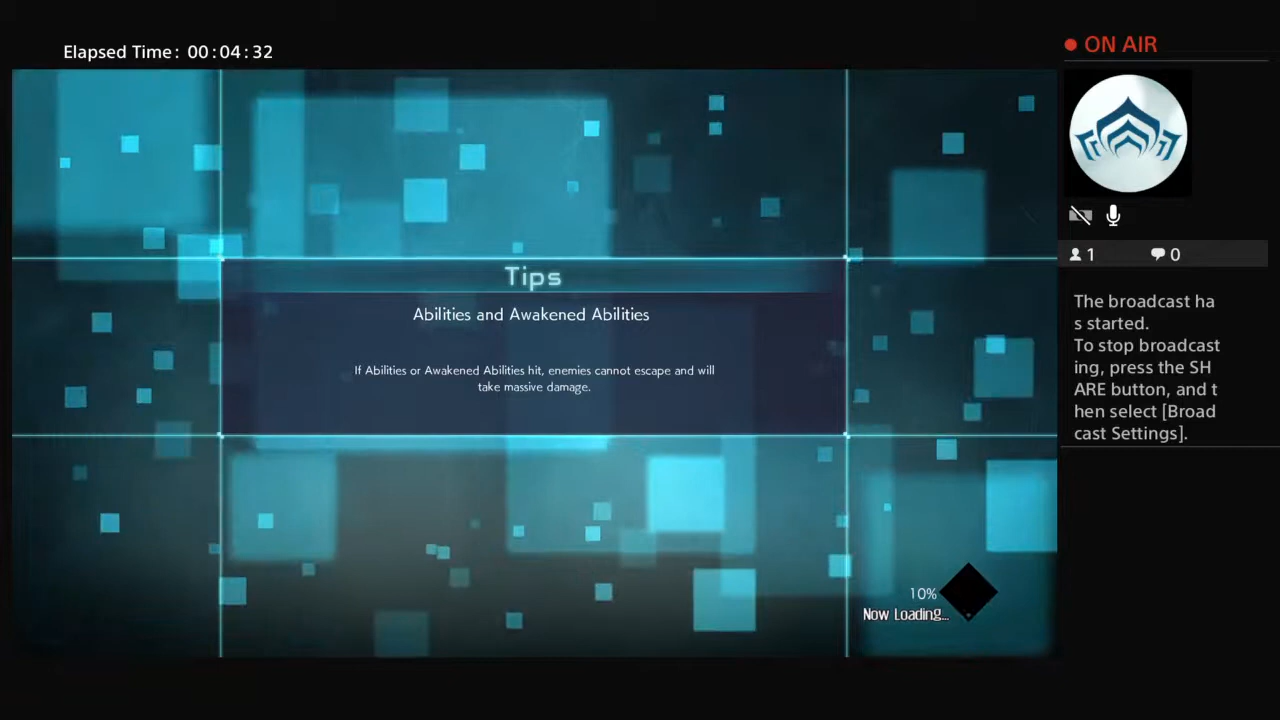 Elapsed Time: 00:04:32
ON AIR
1
0
Tips
Abilities and Awakened Abilities
If Abilities or Awakened Abilities hit, enemies cannot escape and will
take massive damage.
The broadcast ha
s started.
To stop broadcast
ing, press the SH
ARE button, and t
hen select [Broad
cast Settings].
10%
Now Loading...